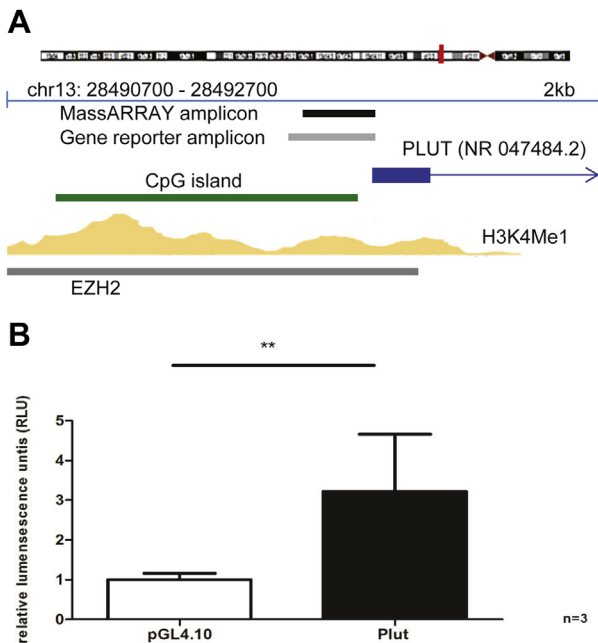 A
chr13: 28490700 - 28492700 2kb
MassARRAY amplicon
Gene reporter amplicon
PLUT (NR 047484.2)
CpG island
H3K4Me1
EZH2
B
**
relative lumensescence untis (RLU)
5
4
3
2
1
0
pGL4.10 Plut
n=3